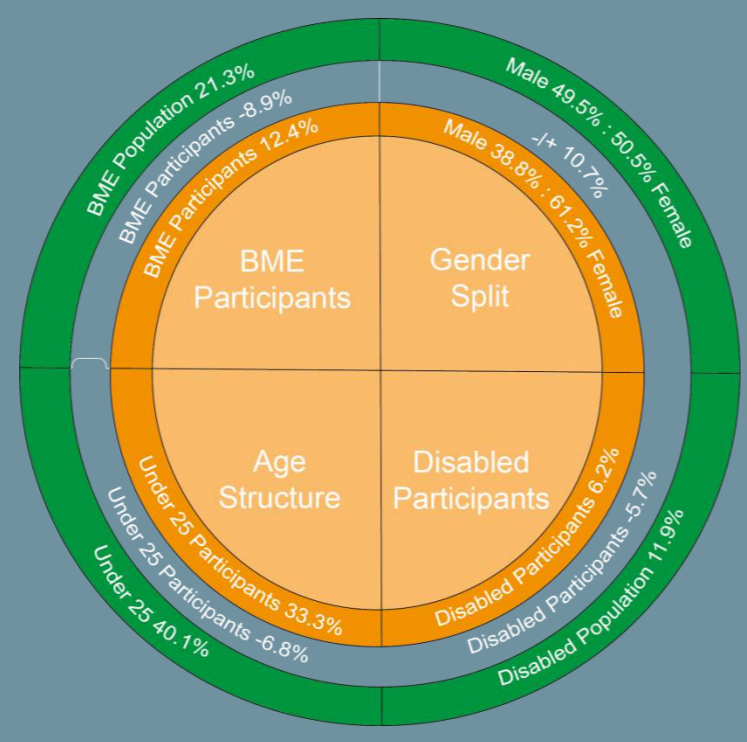 BME Population 21.3%
BME Participants -8.9%
BME Participants 12.4%
BME
Participants
Male 49.5% : 50.5% Female
-/+ 10.7%
Male 38.8% : 61.2% Female
Gender
Split
Age
Structure
Under 25 Participants 33.3%
Under 25 Participants -6.8%
Under 25 40.1%
Disabled
Participants
Disabled Participants 6.2%
Disabled Participants -5.7%
Disabled Population 11.9%